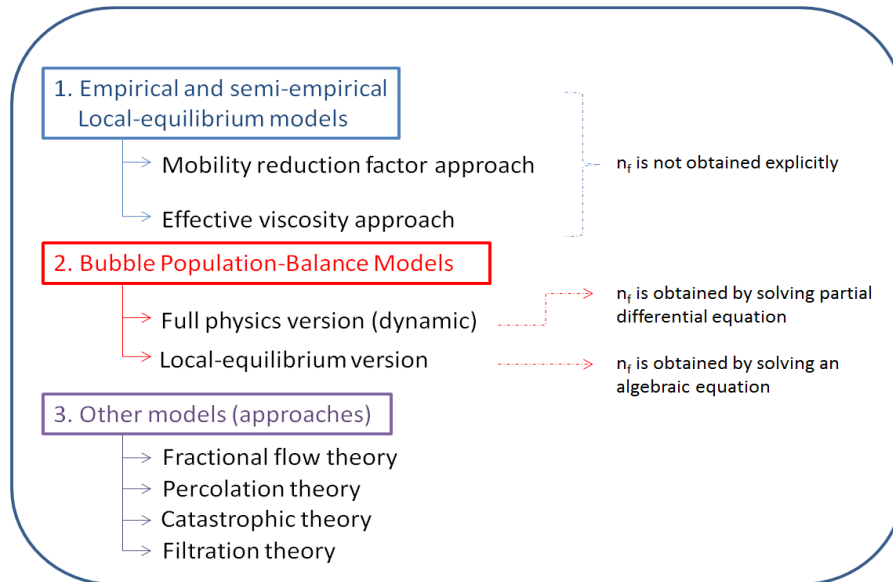 1. Empirical and semi-empirical
Local-equilibrium models
Mobility reduction factor approach
n_f is not obtained explicitly
Effective viscosity approach
2. Bubble Population-Balance Models
Full physics version (dynamic)
n_f is obtained by solving partial
differential equation
Local-equilibrium version
n_f is obtained by solving an
algebraic equation
3. Other models (approaches)
Fractional flow theory
Percolation theory
Catastrophic theory
Filtration theory